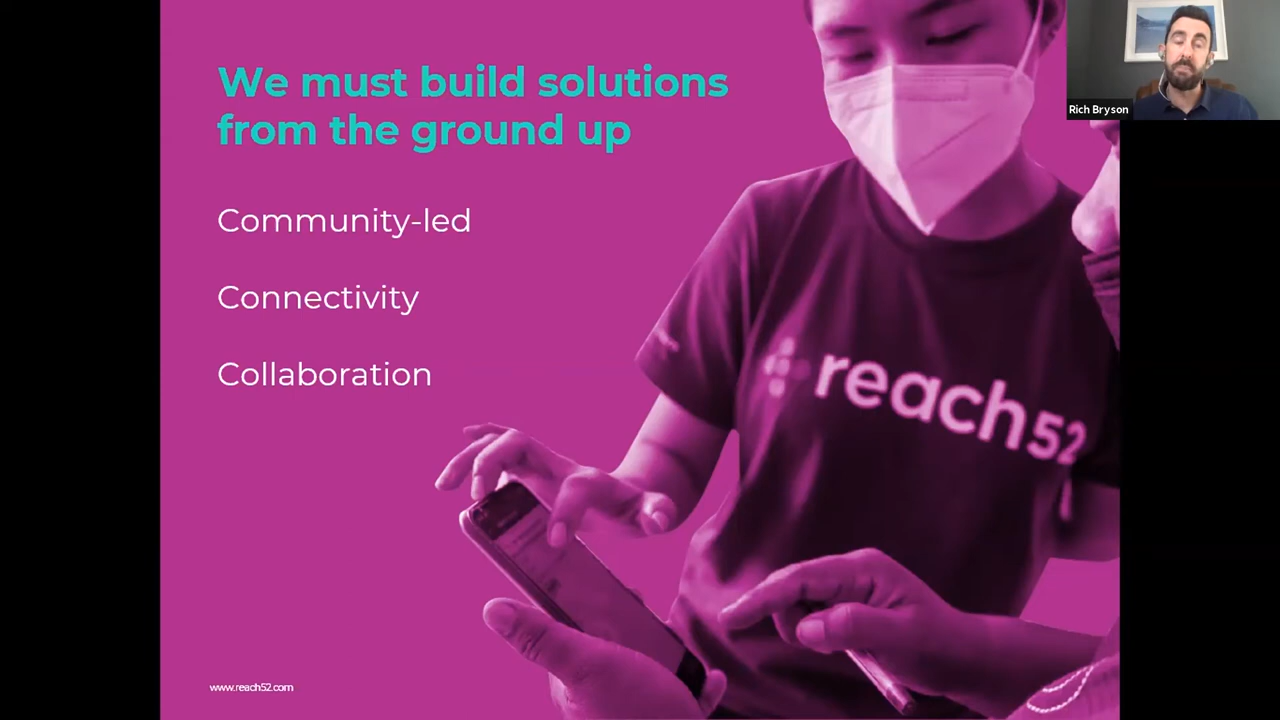 We must build solutions
from the ground up
Community-led
Connectivity
Collaboration
reach52
www.reach52.com
Rich Bryson